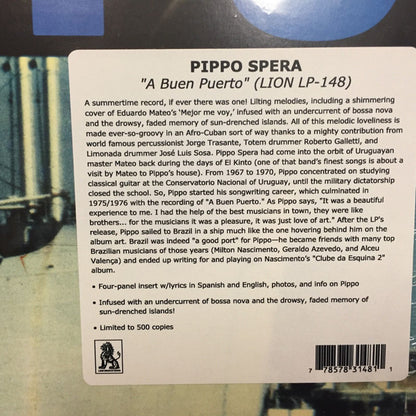 PIPPO SPERA
"A Buen Puerto" (LION LP-148)
A summertime record, if ever there was one! Lilting melodies, including a shimmering
cover of Eduardo Mateo's 'Mejor me voy,' infused with an undercurrent of bossa nova
and the drowsy, faded memory of sun-drenched islands. All of this melodic loveliness is
made ever-so-groovy in an Afro-Cuban sort of way thanks to a mighty contribution from
world famous percussionist Jorge Trasante, Totem drummer Roberto Galletti, and
Limonada drummer José Luis Sosa. Pippo Spera had come into the orbit of Uruguayan
master Mateo back during the days of El Kinto (one of that band's finest songs is about a
visit by Mateo to Pippo's house). From 1967 to 1970, Pippo concentrated on studying
classical guitar at the Conservatorio Nacional of Uruguay, until the military dictatorship
closed the school. So, Pippo started his songwriting career, which culminated in
1975/1976 with the recording of "A Buen Puerto." As Pippo says, "It was a beautiful
experience to me. I had the help of the best musicians in town, they were like
brothers... for the musicians it was a pleasure, it was just love of art." After the LP's
release, Pippo sailed to Brazil in a ship much like the one hovering behind him on the
album art. Brazil was indeed "a good port" for Pippo—he became friends with many top
Brazilian musicians of those years (Milton Nascimento, Geraldo Azevedo, and Alceu
Valença) and ended up writing for and playing on Nascimento's "Clube da Esquina 2"
album.
• Four-panel insert w/lyrics in Spanish and English, photos, and info on Pippo
• Infused with an undercurrent of bossa nova and the drowsy, faded memory of
sun-drenched islands!
• Limited to 500 copies
7 78578 31481 1